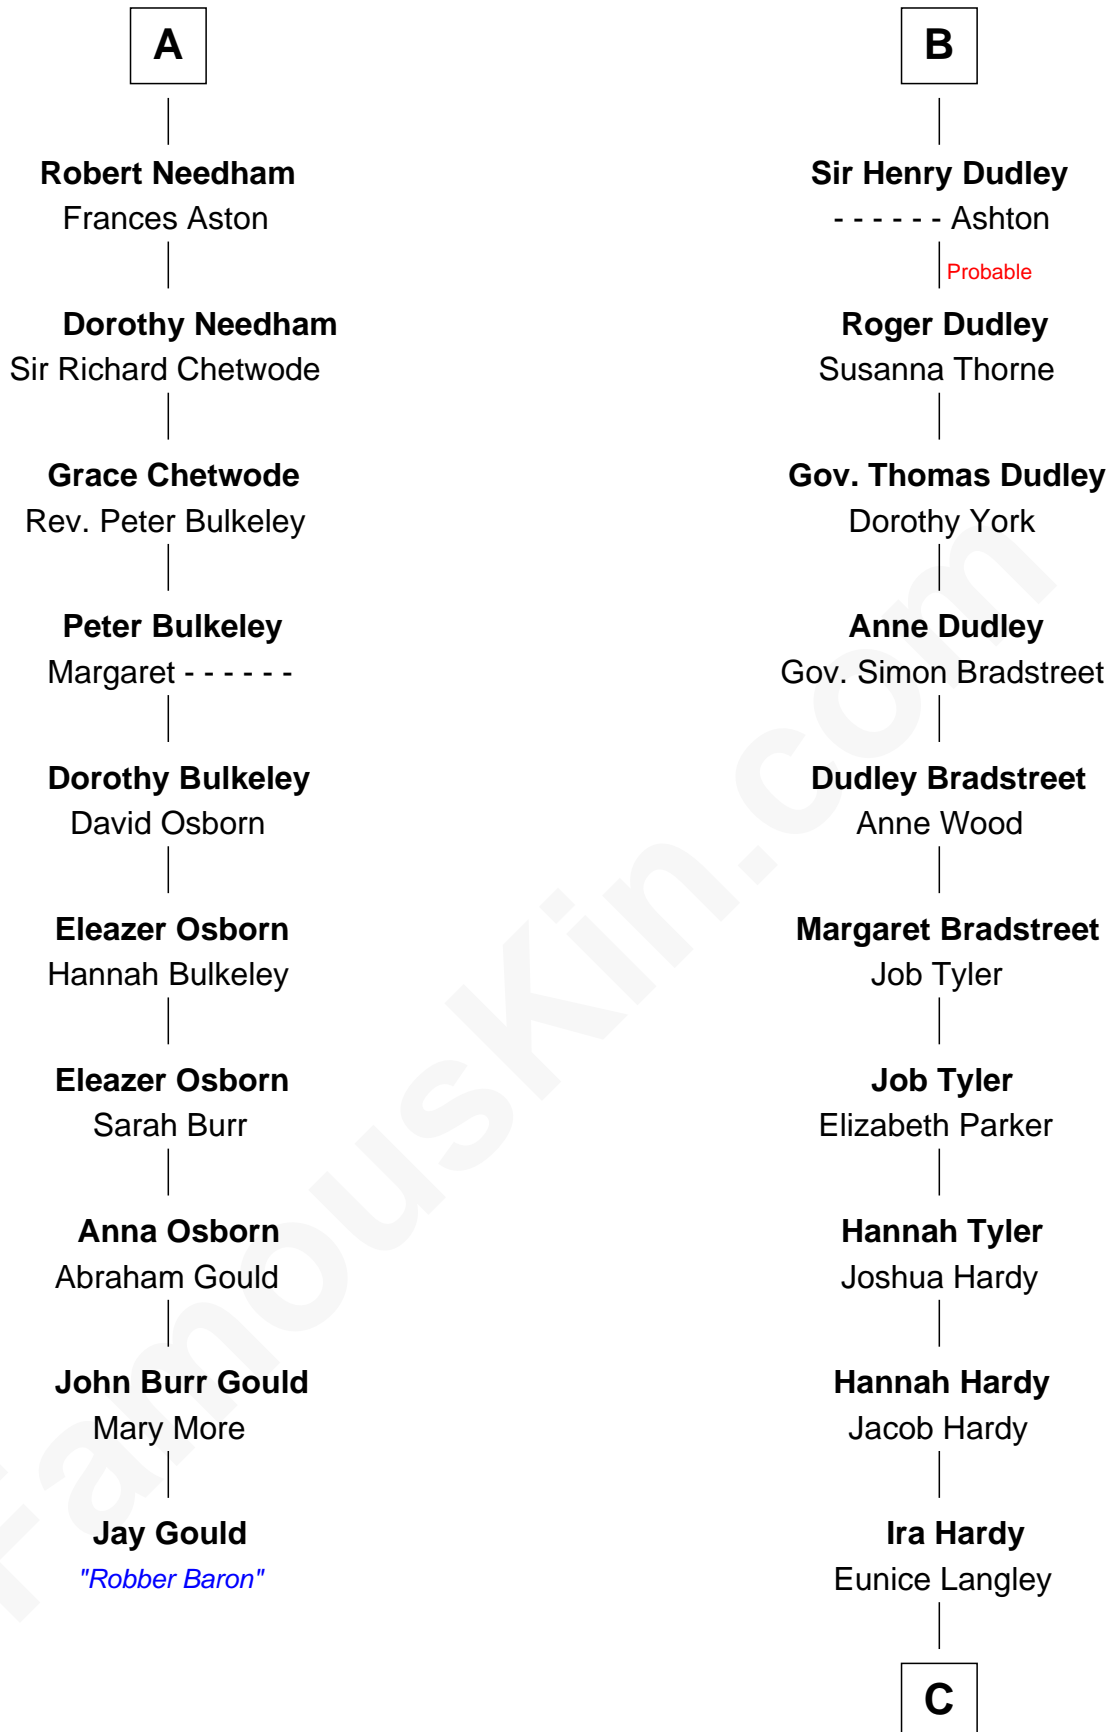 A
Robert Needham
Frances Aston
Dorothy Needham
Sir Richard Chetwode
Grace Chetwode
Rev. Peter Bulkeley
Peter Bulkeley
Margaret - - - - - -
Dorothy Bulkeley
David Osborn
Eleazer Osborn
Hannah Bulkeley
Eleazer Osborn
Sarah Burr
Anna Osborn
Abraham Gould
John Burr Gould
Mary More
Jay Gould
"Robber Baron"
B
Sir Henry Dudley
- - - - - - Ashton
Probable
Roger Dudley
Susanna Thorne
Gov. Thomas Dudley
Dorothy York
Anne Dudley
Gov. Simon Bradstreet
Dudley Bradstreet
Anne Wood
Margaret Bradstreet
Job Tyler
Job Tyler
Elizabeth Parker
Hannah Tyler
Joshua Hardy
Hannah Hardy
Jacob Hardy
Ira Hardy
Eunice Langley
C
FamousKin.com